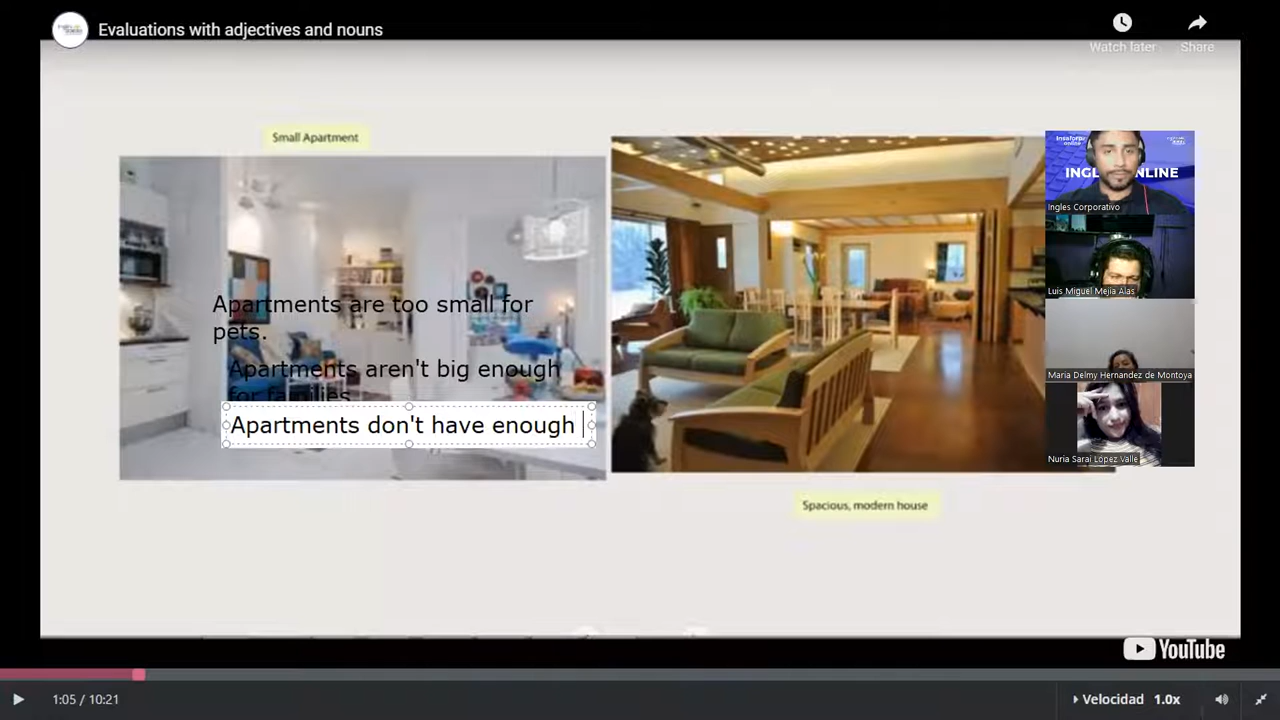 Evaluations with adjectives and nouns
Watch later
Share
Small Apartment
Apartments are too small for
pets.
Apartments aren't big enough
for families
Apartments don't have enough
Spacious, modern house
INGL
NLINE
Ingles Corporativo
Luis Miguel Mejia Alas
Maria Delmy Hernandez de Montoya
Nuria Sarai Lopez Valle
YouTube
1:05 / 10:21
Velocidad 1.0x